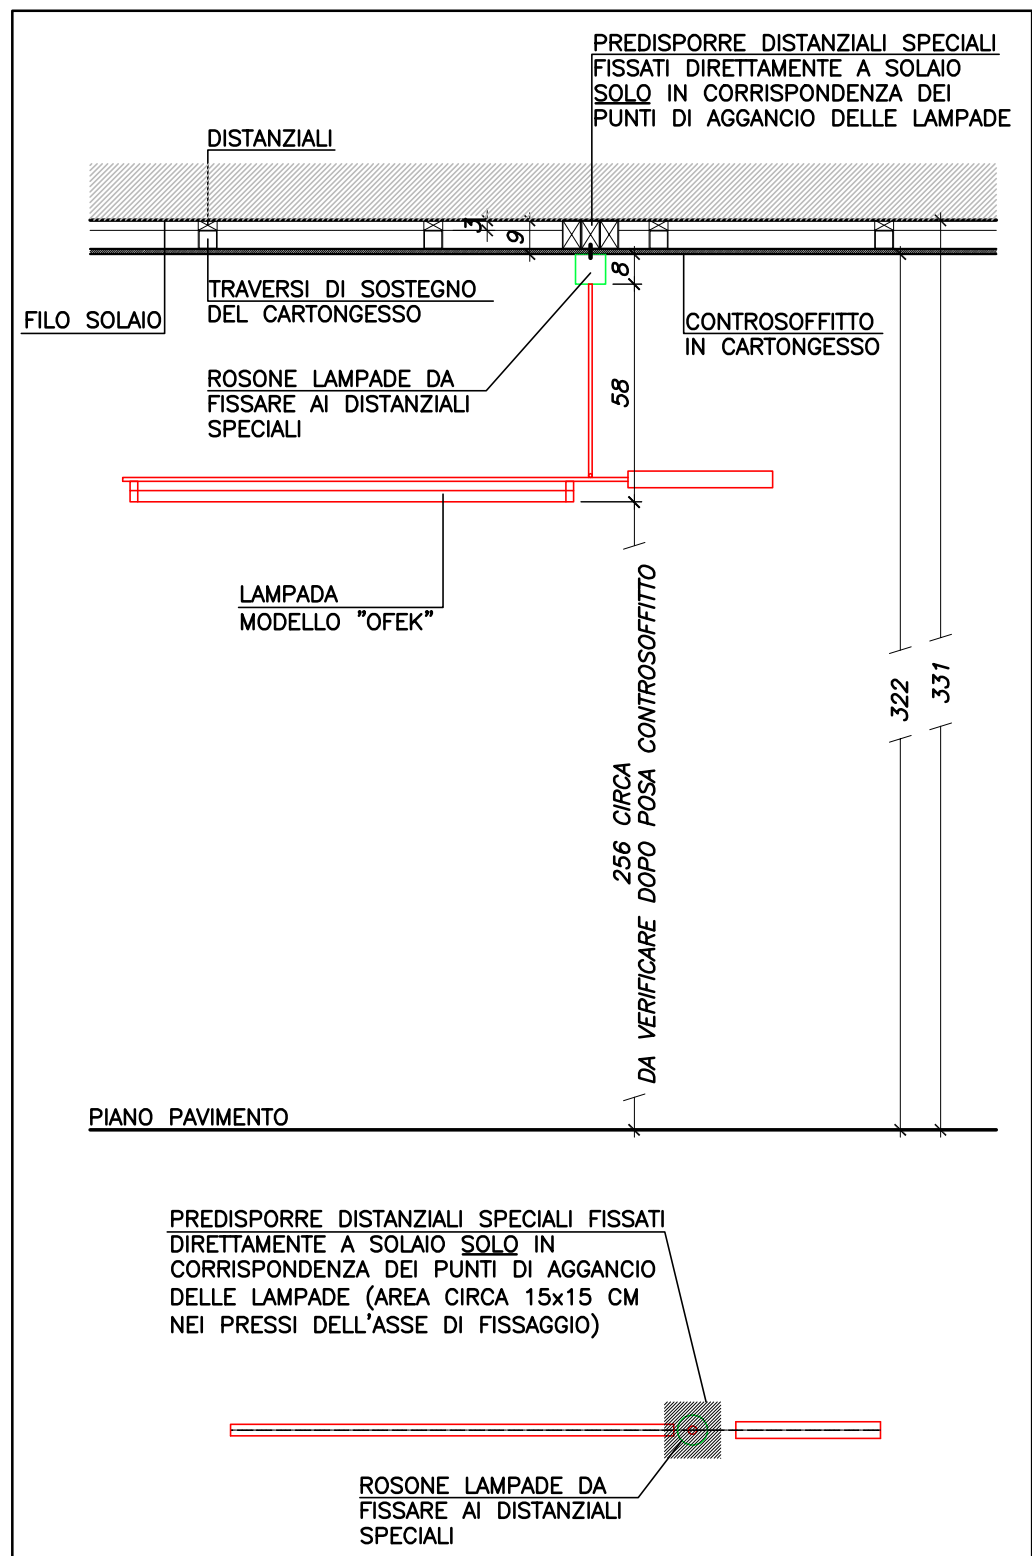 PREDISPORRE DISTANZIALI SPECIALI
FISSATI DIRETTAMENTE A SOLAIO
SOLO IN CORRISPONDENZA DEI
PUNTI DI AGGANCIO DELLE LAMPADE
DISTANZIALI
3
9
8
TRAVERSI DI SOSTEGNO
DEL CARTONGESSO
FILO SOLAIO
CONTROSOFFITTO
IN CARTONGESSO
ROSONE LAMPADE DA
FISSARE AI DISTANZIALI
SPECIALI
58
LAMPADA
MODELLO "OFEK"
256 CIRCA
DA VERIFICARE DOPO POSA CONTROSOFFITTO
322
331
PIANO PAVIMENTO
PREDISPORRE DISTANZIALI SPECIALI FISSATI
DIRETTAMENTE A SOLAIO SOLO IN
CORRISPONDENZA DEI PUNTI DI AGGANCIO
DELLE LAMPADE (AREA CIRCA 15x15 CM
NEI PRESSI DELL'ASSE DI FISSAGGIO)
ROSONE LAMPADE DA
FISSARE AI DISTANZIALI
SPECIALI